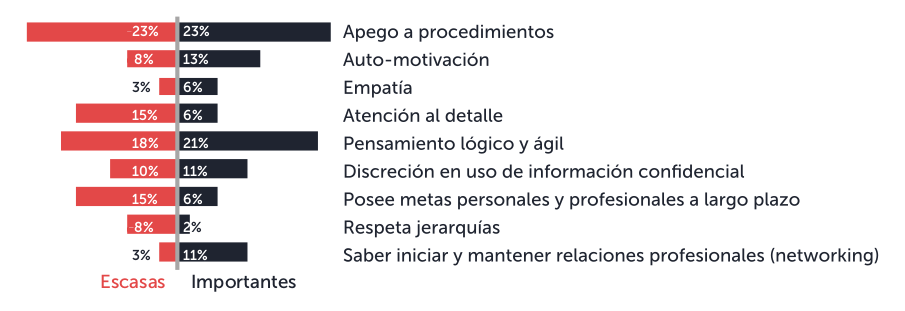 -23% 23% Apego a procedimientos
8% 13% Auto-motivación
3% 6% Empatía
15% 6% Atención al detalle
18% 21% Pensamiento lógico y ágil
10% 11% Discreción en uso de información confidencial
15% 6% Posee metas personales y profesionales a largo plazo
-8% 2% Respeta jerarquías
3% 11% Saber iniciar y mantener relaciones profesionales (networking)
Escasas Importantes